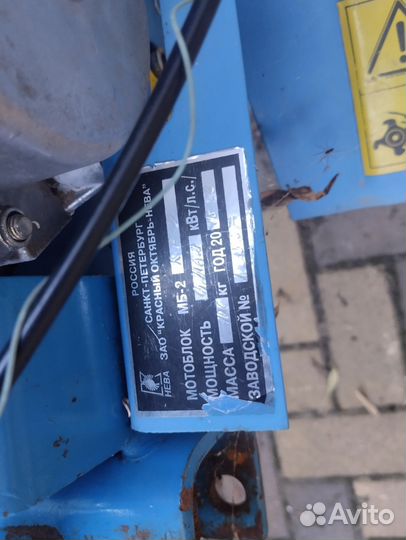 РОССИЯ
САНКТ-ПЕТЕРБУРГ
ЗАО "КРАСНЫЙ ОКТЯБРЬ-НЕВА"
НЕВА
МОТОБЛОК МБ-2
МОЩНОСТЬ кВт/л.с./
МАССА кг ГОД 20
ЗАВОДСКОЙ №
Avito